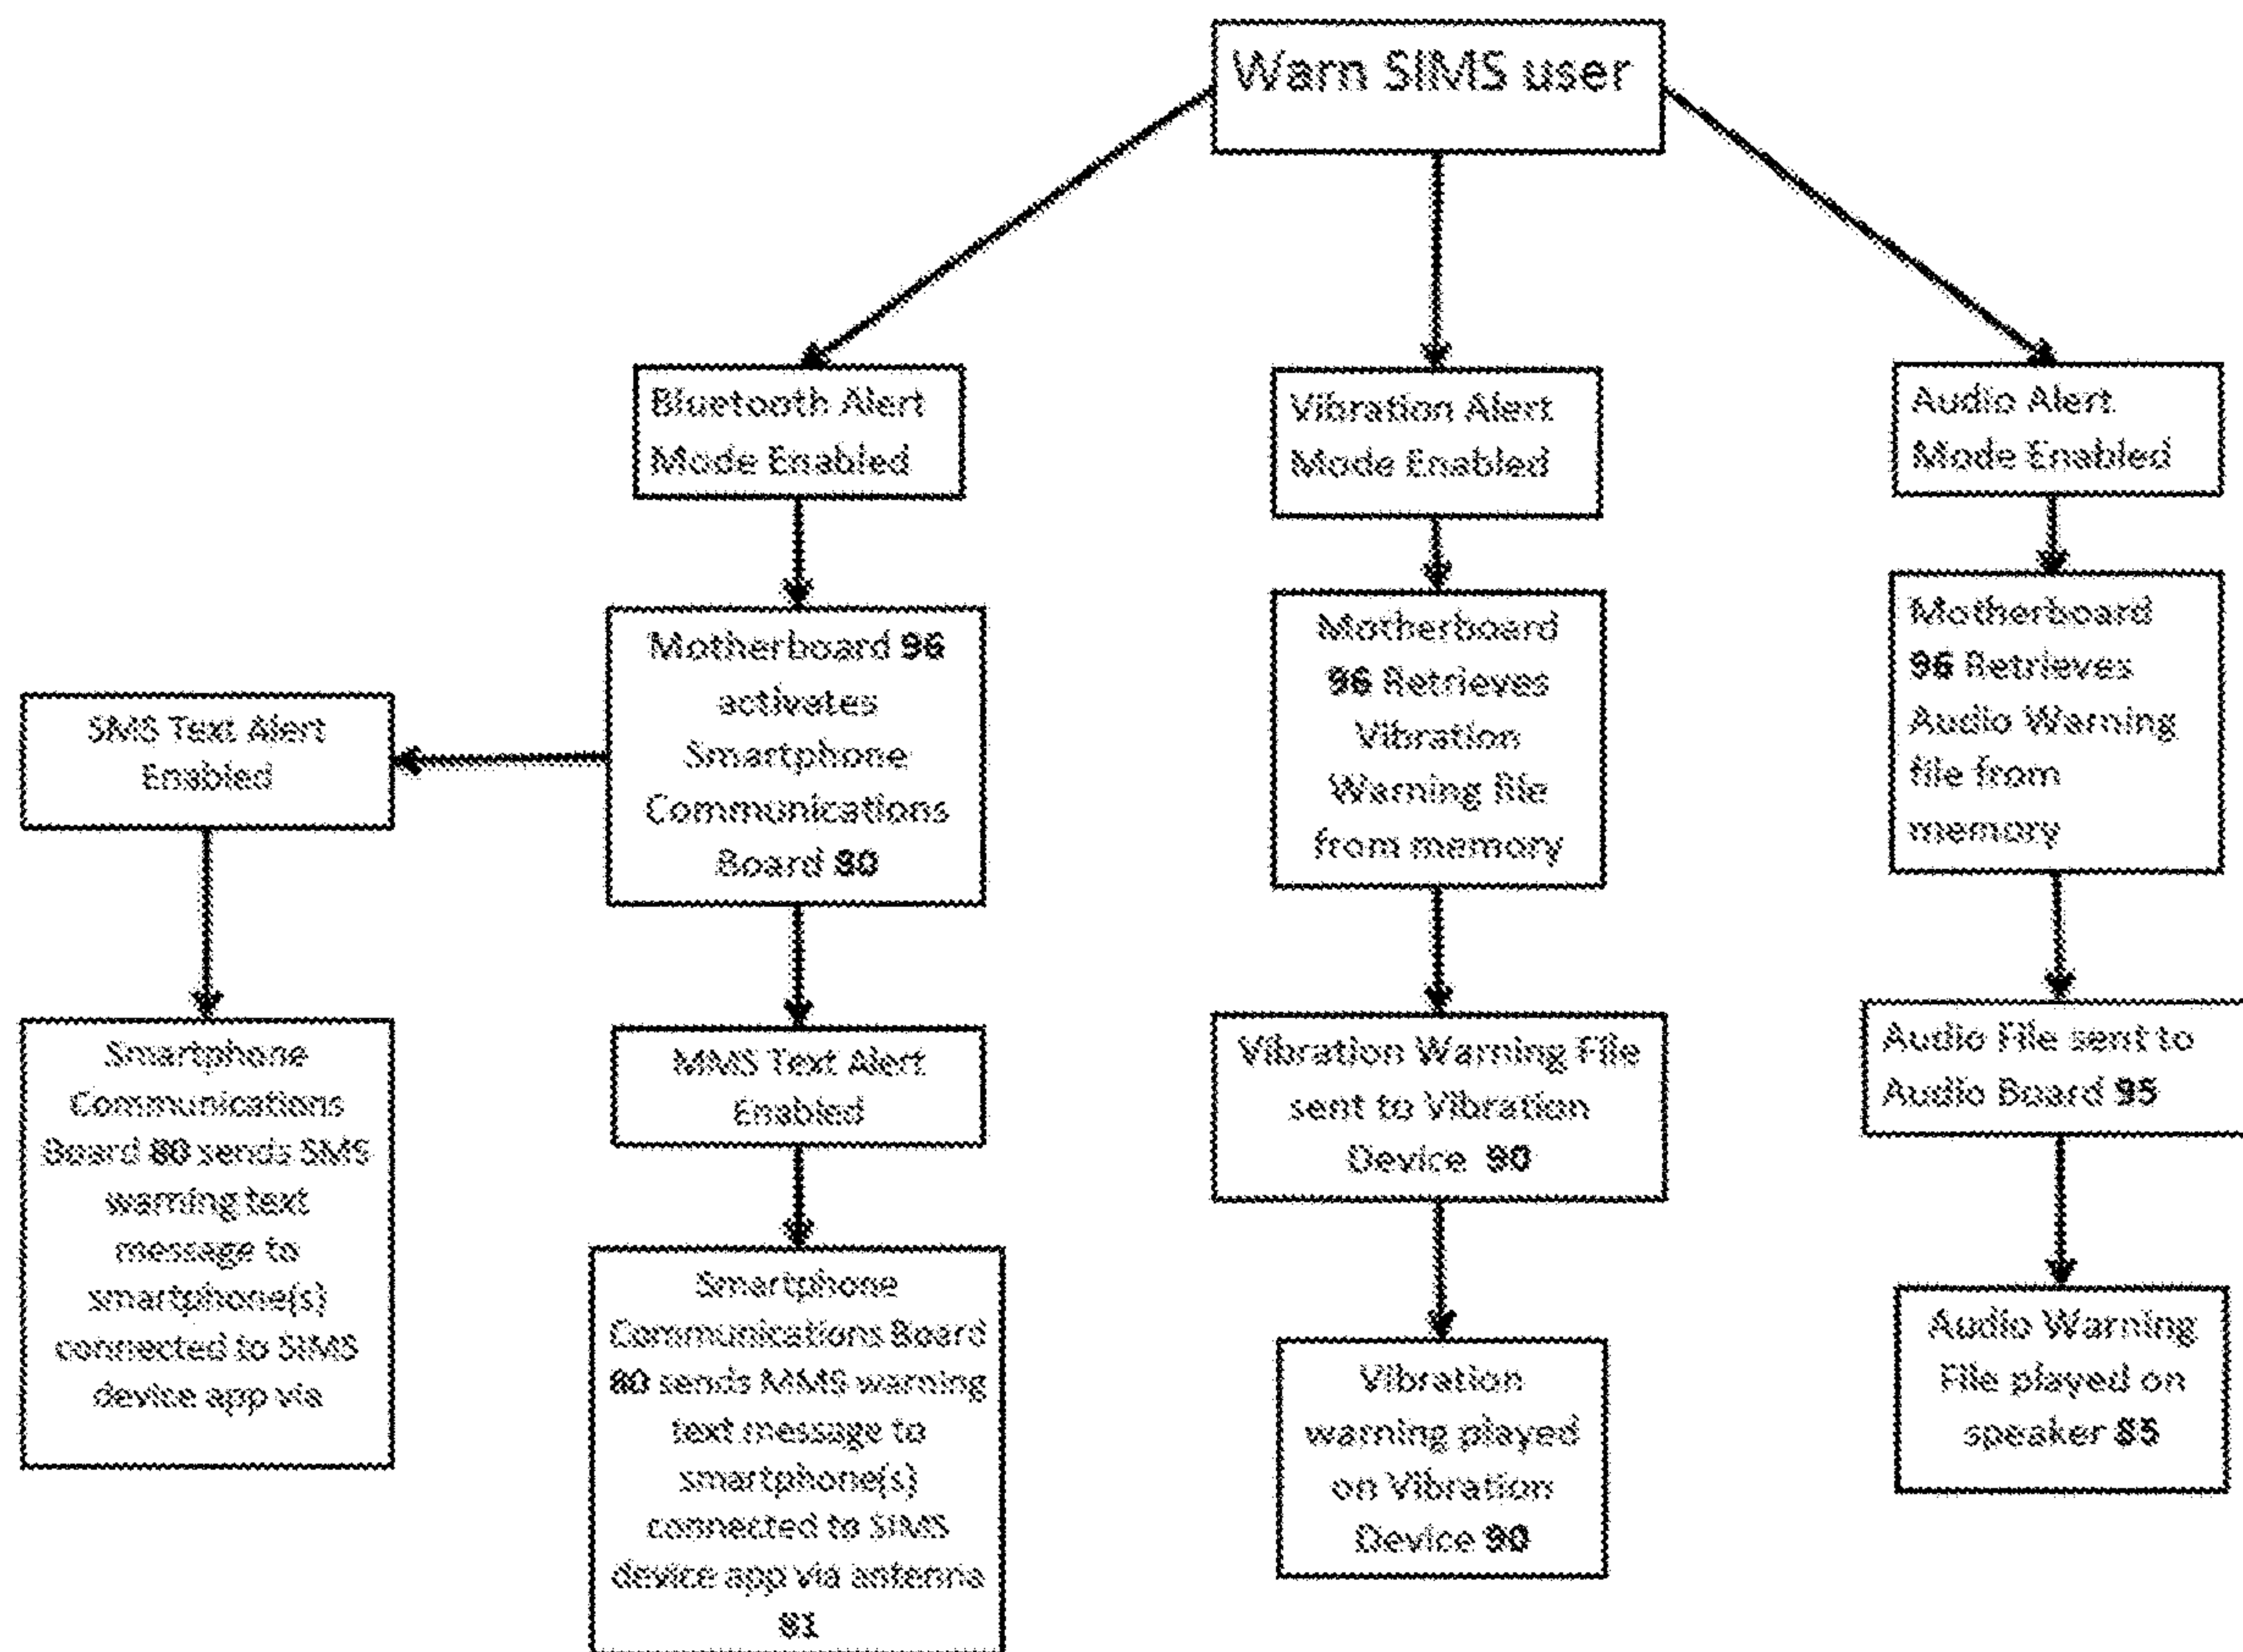 Warn SIMS user
Bluetooth Alert
Mode Enabled
Vibration Alert
Mode Enabled
Audio Alert
Mode Enabled
Motherboard 96
activates
Smartphone
Communications
Board 80
SMS Text Alert
Enabled
Motherboard
96 Retrieves
Vibration
Warning file
from memory
Motherboard
96 Retrieves
Audio Warning
file from
memory
Smartphone
Communications
Board 80 sends SMS
warning text
message to
smartphone(s)
connected to SIMS
device app via
MMS Text Alert
Enabled
Vibration Warning File
sent to Vibration
Device 90
Audio File sent to
Audio Board 95
Smartphone
Communications Board
80 sends MMS warning
text message to
smartphone(s)
connected to SIMS
device app via antenna
81
Vibration
warning played
on Vibration
Device 90
Audio Warning
File played on
speaker 85